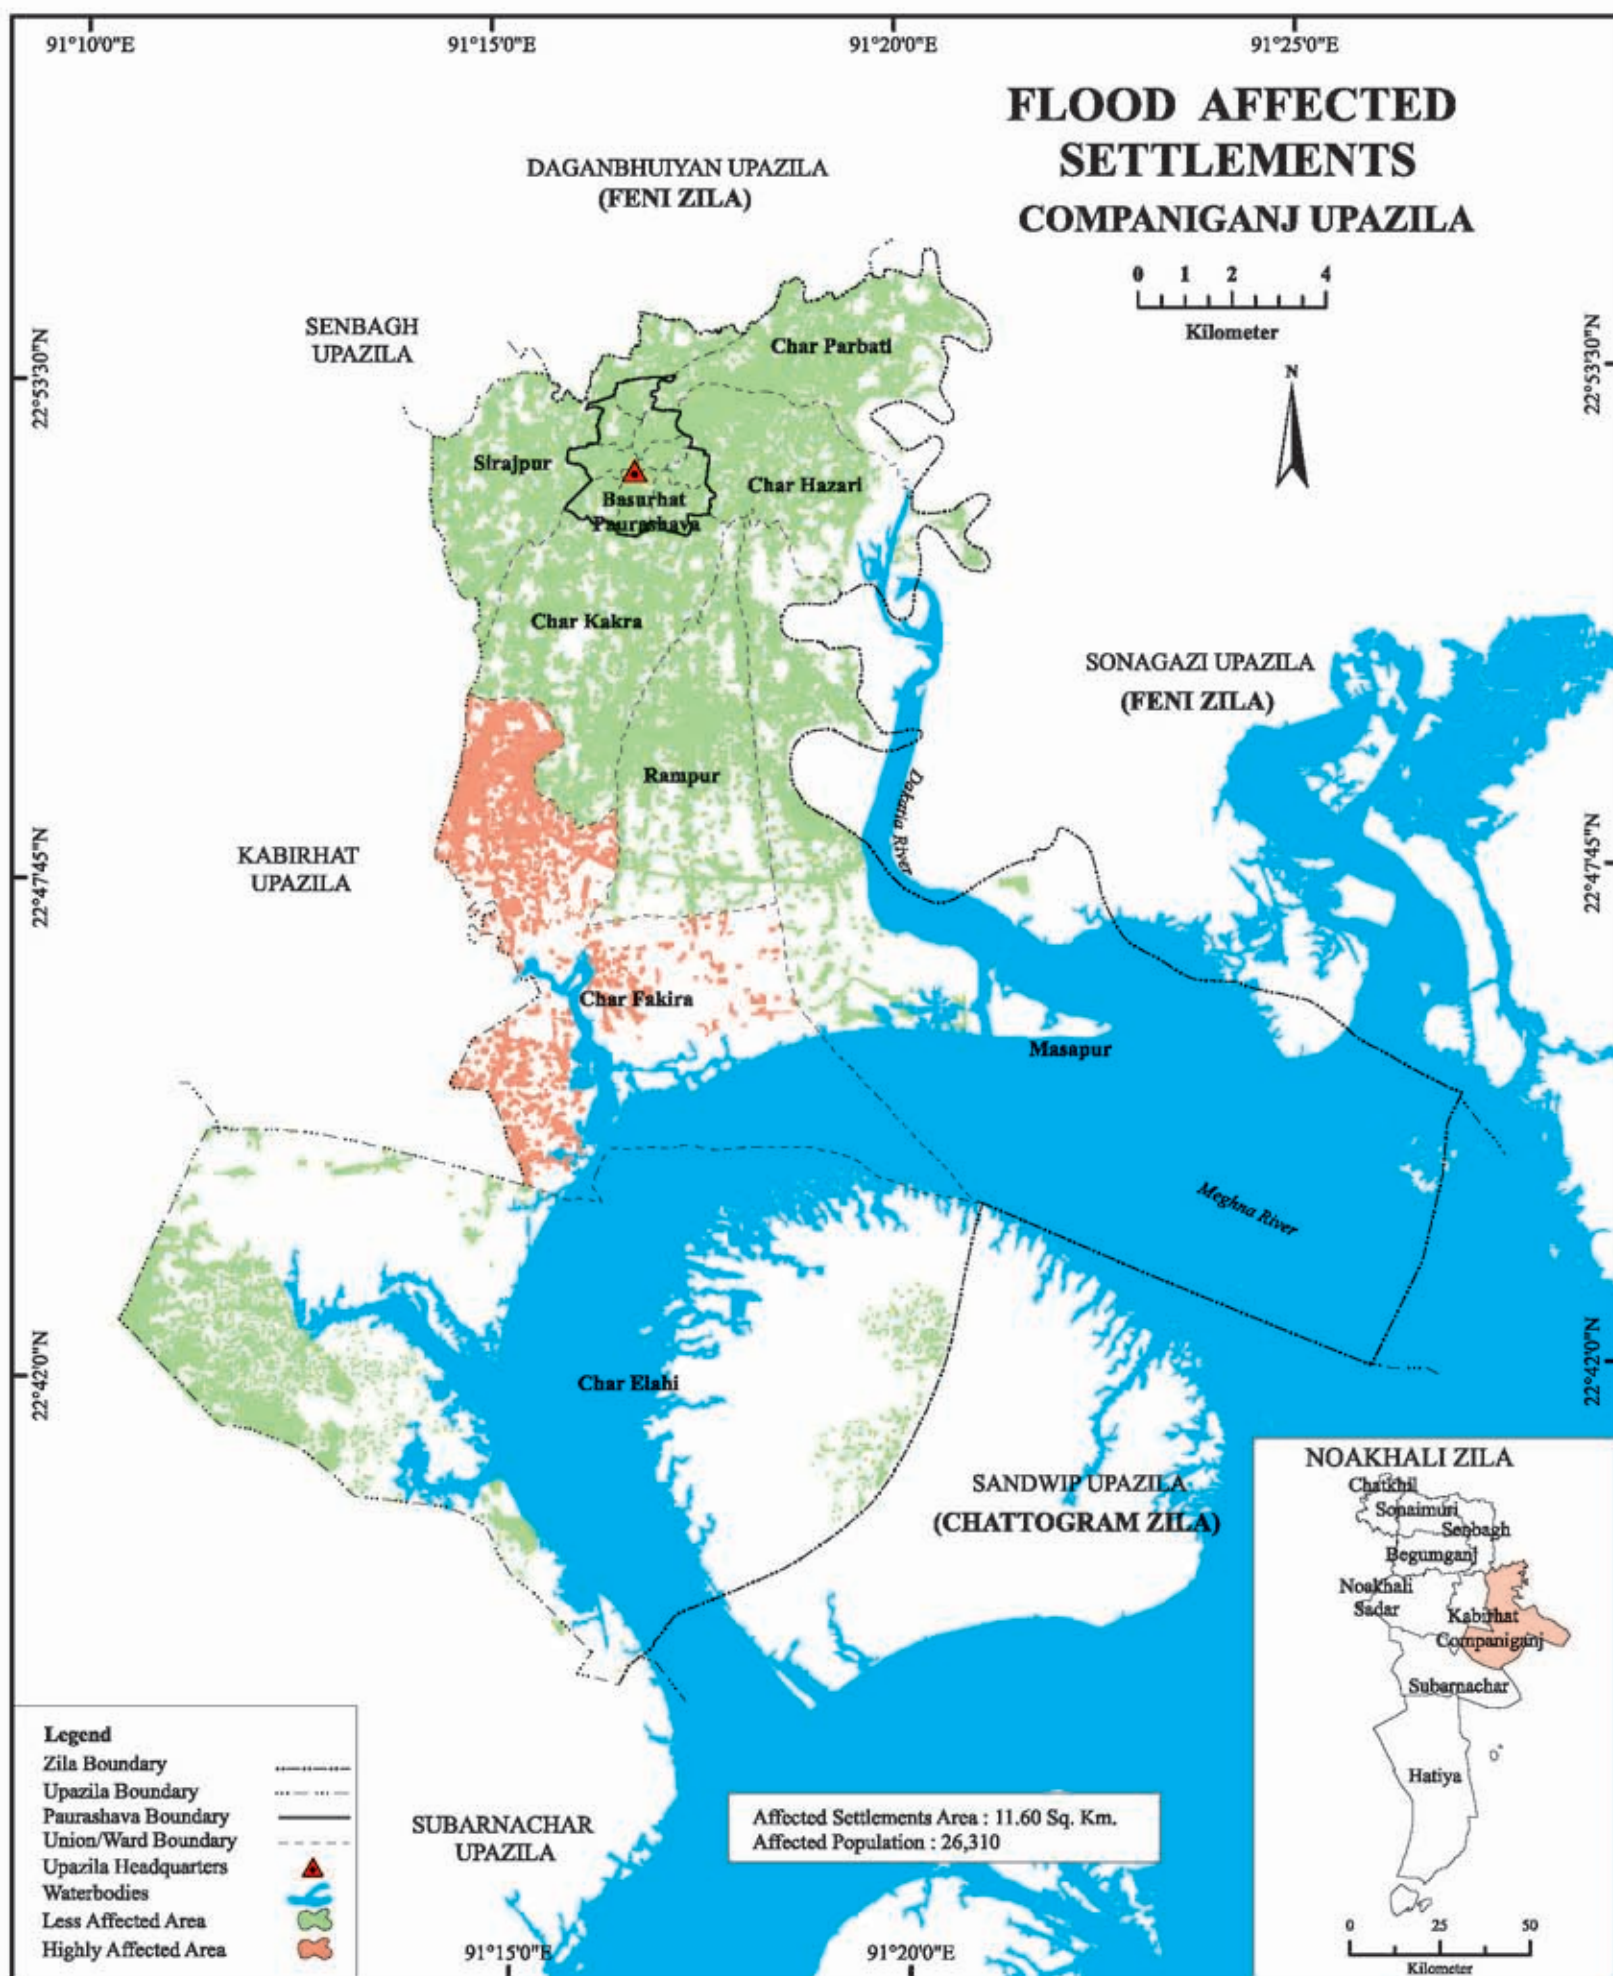 91°10'0"E
91°15'0"E
91°20'0"E
91°25'0"E
FLOOD AFFECTED
SETTLEMENTS
COMPANIGANJ UPAZILA
0 1 2 4
Kilometer
N
DAGANBHUIYAN UPAZILA
(FENI ZILA)
SENBAGH
UPAZILA
22°53'30"N
22°53'30"N
Char Parbati
Sirajpur
Char Hazari
Basurhat
Paurashava
Char Kakra
SONAGAZI UPAZILA
(FENI ZILA)
Rampur
Dakatia River
KABIRHAT
UPAZILA
22°47'45"N
22°47'45"N
Char Fakira
Masapur
Meghna River
22°42'0"N
22°42'0"N
Char Elahi
SANDWIP UPAZILA
(CHATTOGRAM ZILA)
NOAKHALI ZILA
Chatkhil
Sonaimuri
Senbagh
Begumganj
Noakhali
Sadar
Kabirhat
Companiganj
Subarnachar
Hatiya
0 25 50
Kilometer
Legend
Zila Boundary
Upazila Boundary
Paurashava Boundary
Union/Ward Boundary
Upazila Headquarters
Waterbodies
Less Affected Area
Highly Affected Area
SUBARNACHAR
UPAZILA
Affected Settlements Area : 11.60 Sq. Km.
Affected Population : 26,310
91°15'0"E
91°20'0"E